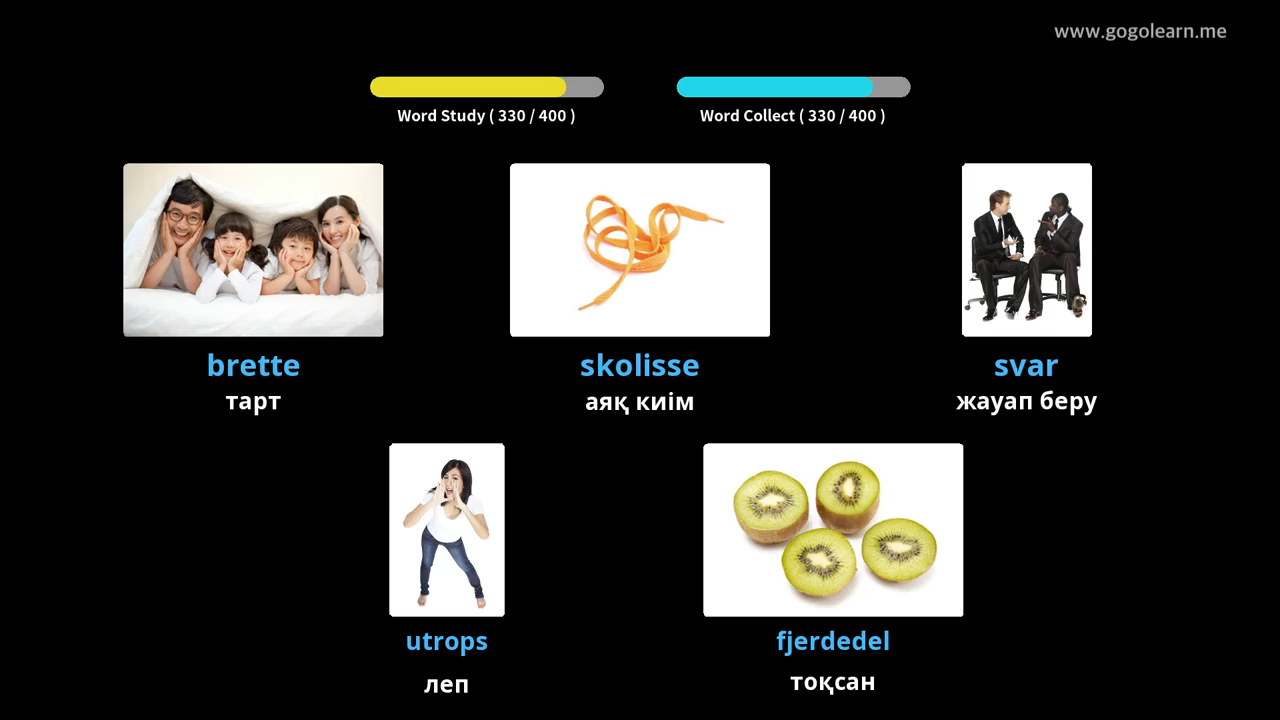 www.gogolearn.me
Word Study ( 330 / 400 )
Word Collect ( 330 / 400 )
brette
тарт
skolisse
аяқ киім
svar
жауап беру
utrops
леп
fjerdedel
тоқсан